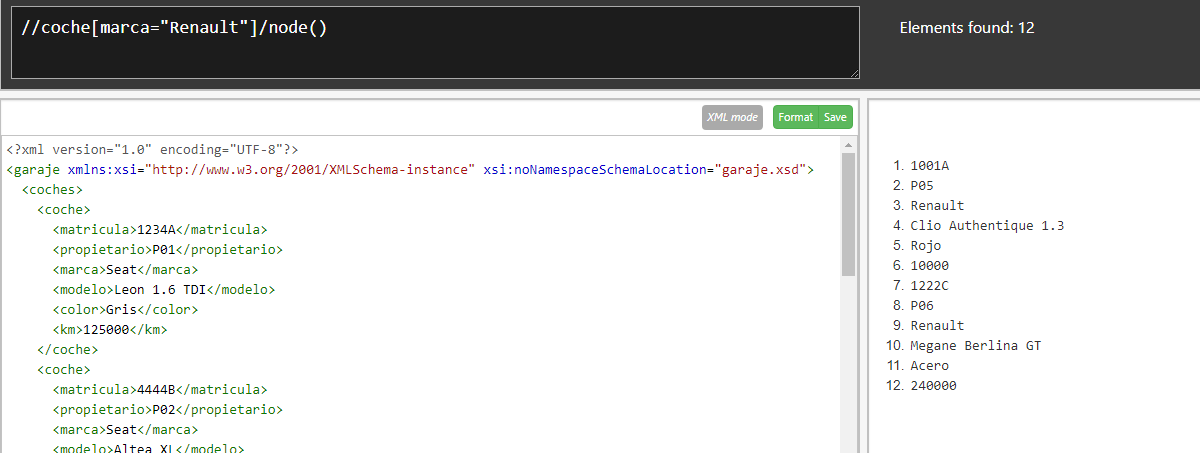 //coche[marca="Renault"]/node()
Elements found: 12
XML mode
Format
Save
<?xml version="1.0" encoding="UTF-8"?>
<garaje xmlns:xsi="http://www.w3.org/2001/XMLSchema-instance" xsi:noNamespaceSchemaLocation="garaje.xsd">
<coches>
<coche>
<matricula>1234A</matricula>
<propietario>P01</propietario>
<marca>Seat</marca>
<modelo>Leon 1.6 TDI</modelo>
<color>Gris</color>
<km>125000</km>
</coche>
<coche>
<matricula>4444B</matricula>
<propietario>P02</propietario>
<marca>Seat</marca>
<modelo>Altea XL</modelo>
1. 1001A
2. P05
3. Renault
4. Clio Authentique 1.3
5. Rojo
6. 10000
7. 1222C
8. P06
9. Renault
10. Megane Berlina GT
11. Acero
12. 240000